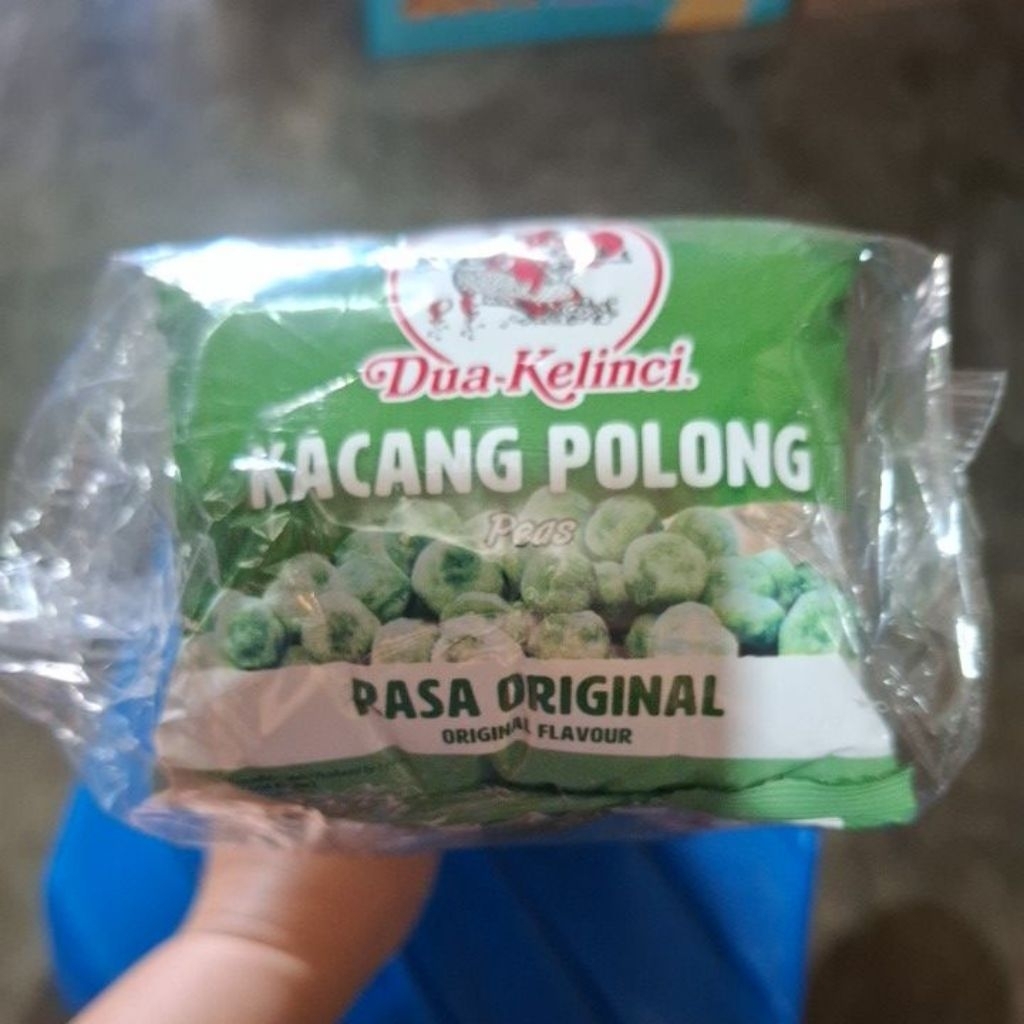 Dua-Kelinci
KACANG POLONG
Peas
RASA ORIGINAL
ORIGINAL FLAVOUR